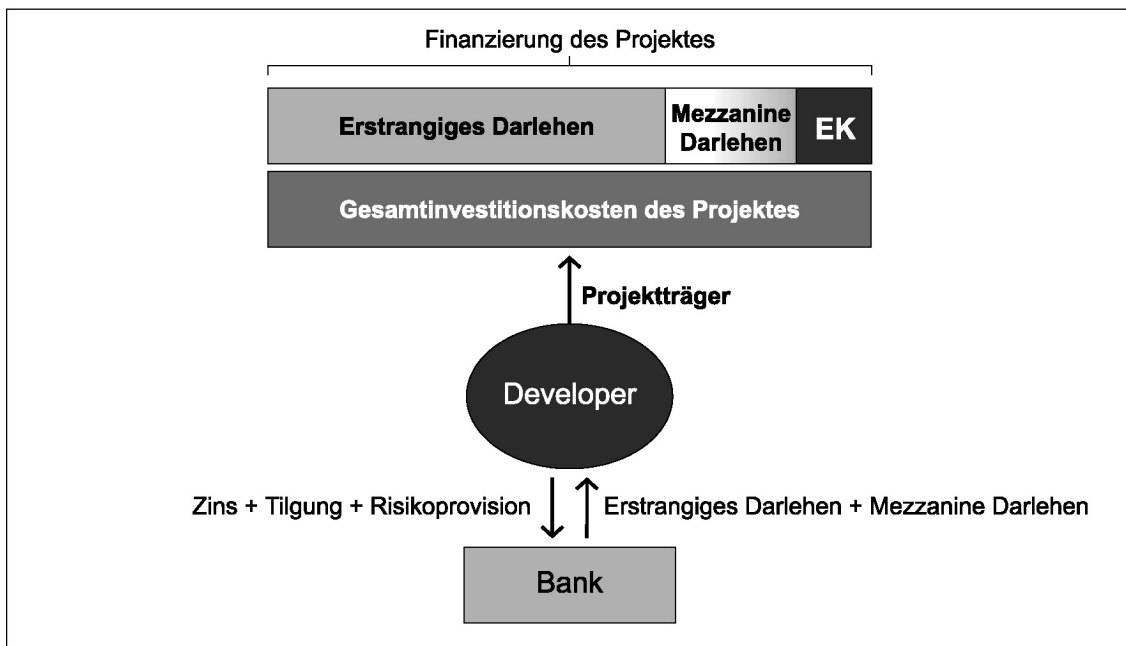 Finanzierung des Projektes
Erstrangiges Darlehen
Mezzanine
Darlehen
EK
Gesamtinvestitionskosten des Projektes
Projektträger
Developer
Zins + Tilgung + Risikoprovision
Erstrangiges Darlehen + Mezzanine Darlehen
Bank